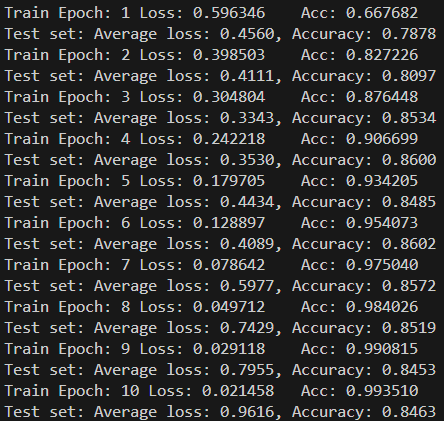 Train Epoch: 1 Loss: 0.596346    Acc: 0.667682
Test set: Average loss: 0.4560, Accuracy: 0.7878
Train Epoch: 2 Loss: 0.398503    Acc: 0.827226
Test set: Average loss: 0.4111, Accuracy: 0.8097
Train Epoch: 3 Loss: 0.304804    Acc: 0.876448
Test set: Average loss: 0.3343, Accuracy: 0.8534
Train Epoch: 4 Loss: 0.242218    Acc: 0.906699
Test set: Average loss: 0.3530, Accuracy: 0.8600
Train Epoch: 5 Loss: 0.179705    Acc: 0.934205
Test set: Average loss: 0.4434, Accuracy: 0.8485
Train Epoch: 6 Loss: 0.128897    Acc: 0.954073
Test set: Average loss: 0.4089, Accuracy: 0.8602
Train Epoch: 7 Loss: 0.078642    Acc: 0.975040
Test set: Average loss: 0.5977, Accuracy: 0.8572
Train Epoch: 8 Loss: 0.049712    Acc: 0.984026
Test set: Average loss: 0.7429, Accuracy: 0.8519
Train Epoch: 9 Loss: 0.029118    Acc: 0.990815
Test set: Average loss: 0.7955, Accuracy: 0.8453
Train Epoch: 10 Loss: 0.021458   Acc: 0.993510
Test set: Average loss: 0.9616, Accuracy: 0.8463